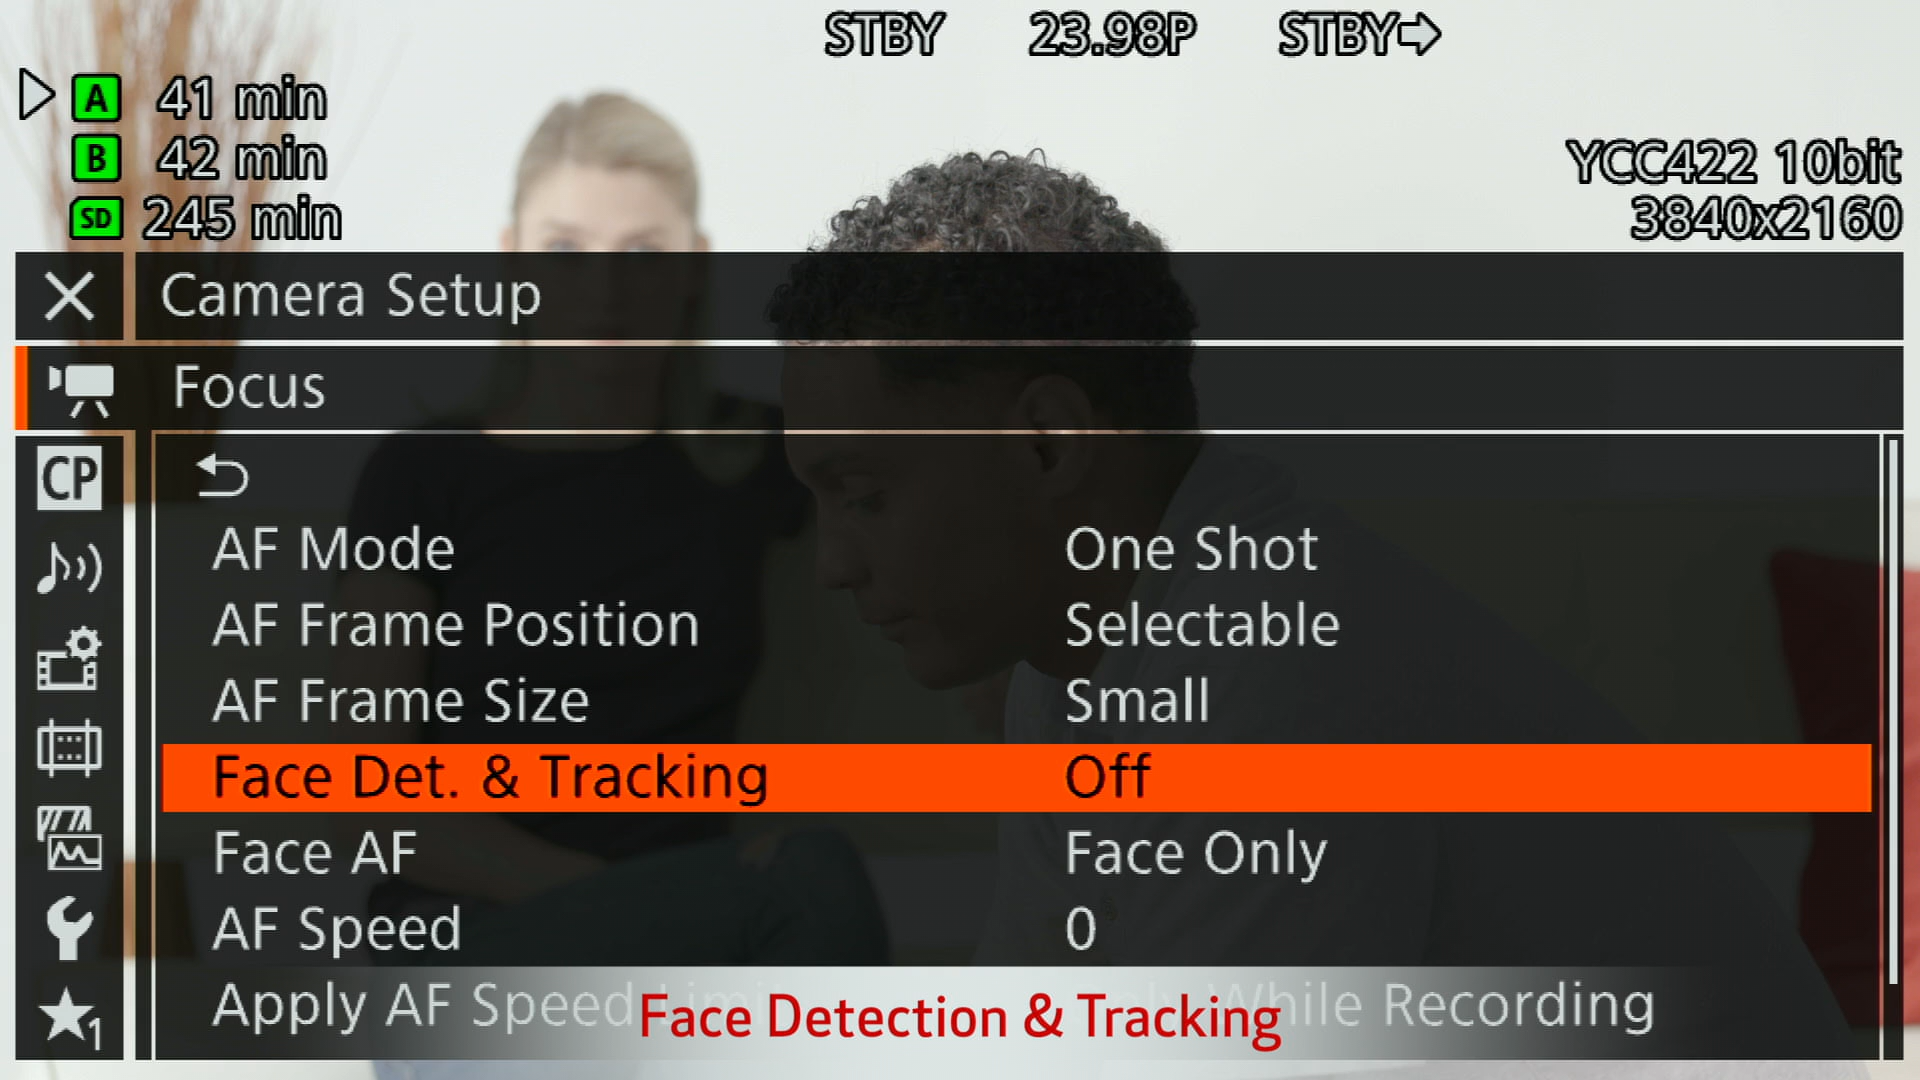 STBY 23.98P STBY
A 41 min
B 42 min
SD 245 min
YCC422 10bit
3840x2160
Camera Setup
Focus
CP
AF Mode One Shot
AF Frame Position Selectable
AF Frame Size Small
Face Det. & Tracking Off
Face AF Face Only
AF Speed 0
Apply AF Speed While Recording
Face Detection & Tracking
1